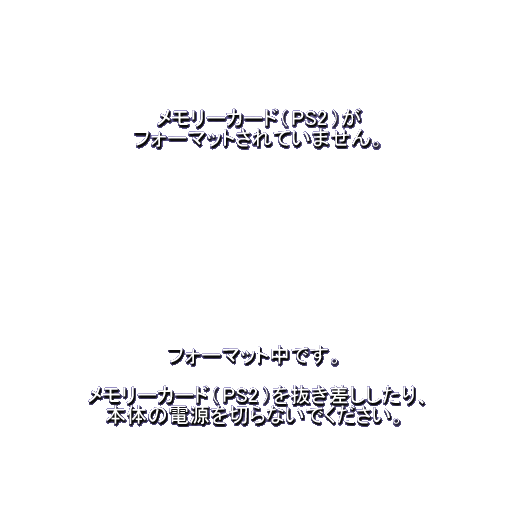 メモリーカード(PS2)が
フォーマットされていません。
フォーマット中です。
メモリーカード(PS2)を抜き差ししたり、
本体の電源を切らないでください。